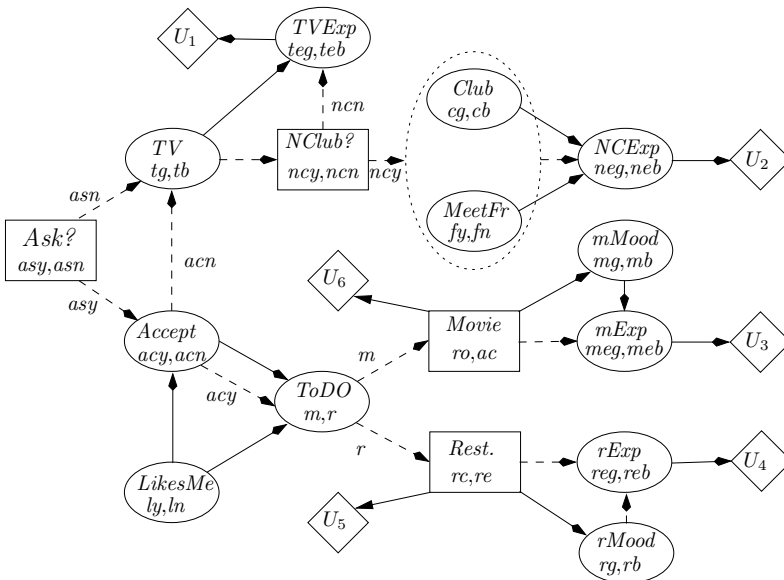 U1
TVExp
teg,teb
ncn
Club
cg,cb
TV
tg,tb
NClub?
ncy,ncn
ncy
NCExp
neg,neb
U2
asn
MeetFr
fy,fn
Ask?
asy,asn
acn
mMood
mg,mb
U6
asy
Accept
acy,acn
m
Movie
ro,ac
mExp
meg,meb
U3
acy
ToDO
m,r
r
Rest.
rc,re
rExp
reg,reb
U4
LikesMe
ly,ln
U5
rMood
rg,rb